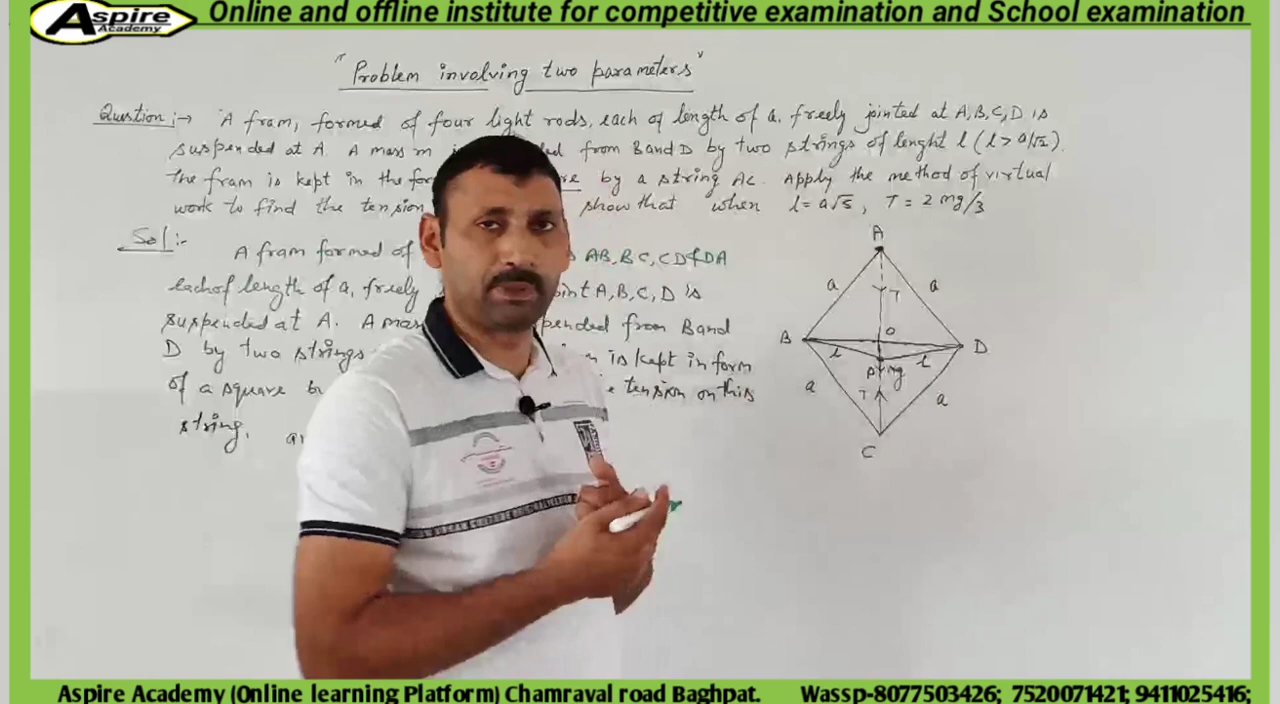 Aspire Academy
Online and offline institute for competitive examination and School examination
"Problem involving two parameters"
Question:→ A fram, formed of four light rods, each of length of a, freely jointed at A, B, C, D is
suspended at A. A mass m from B and D by two strings of lenght l (l > a/√2).
The fram is kept in the by a string AC. Apply the method of virtual
work to find the tension show that when l = a√5, T = 2mg/3
Sol:-
A fram formed of AB, BC, CD & DA
each of length of a, freely A, B, C, D is
suspended at A. A from B and
D by two strings is kept in form
of a square tension on this
string.
A
a
a
T
B
O
D
l
l
P
mg
a
T
a
C
Aspire Academy (Online learning Platform) Chamraval road Baghpat. Wassp-8077503426; 7520071421; 9411025416;